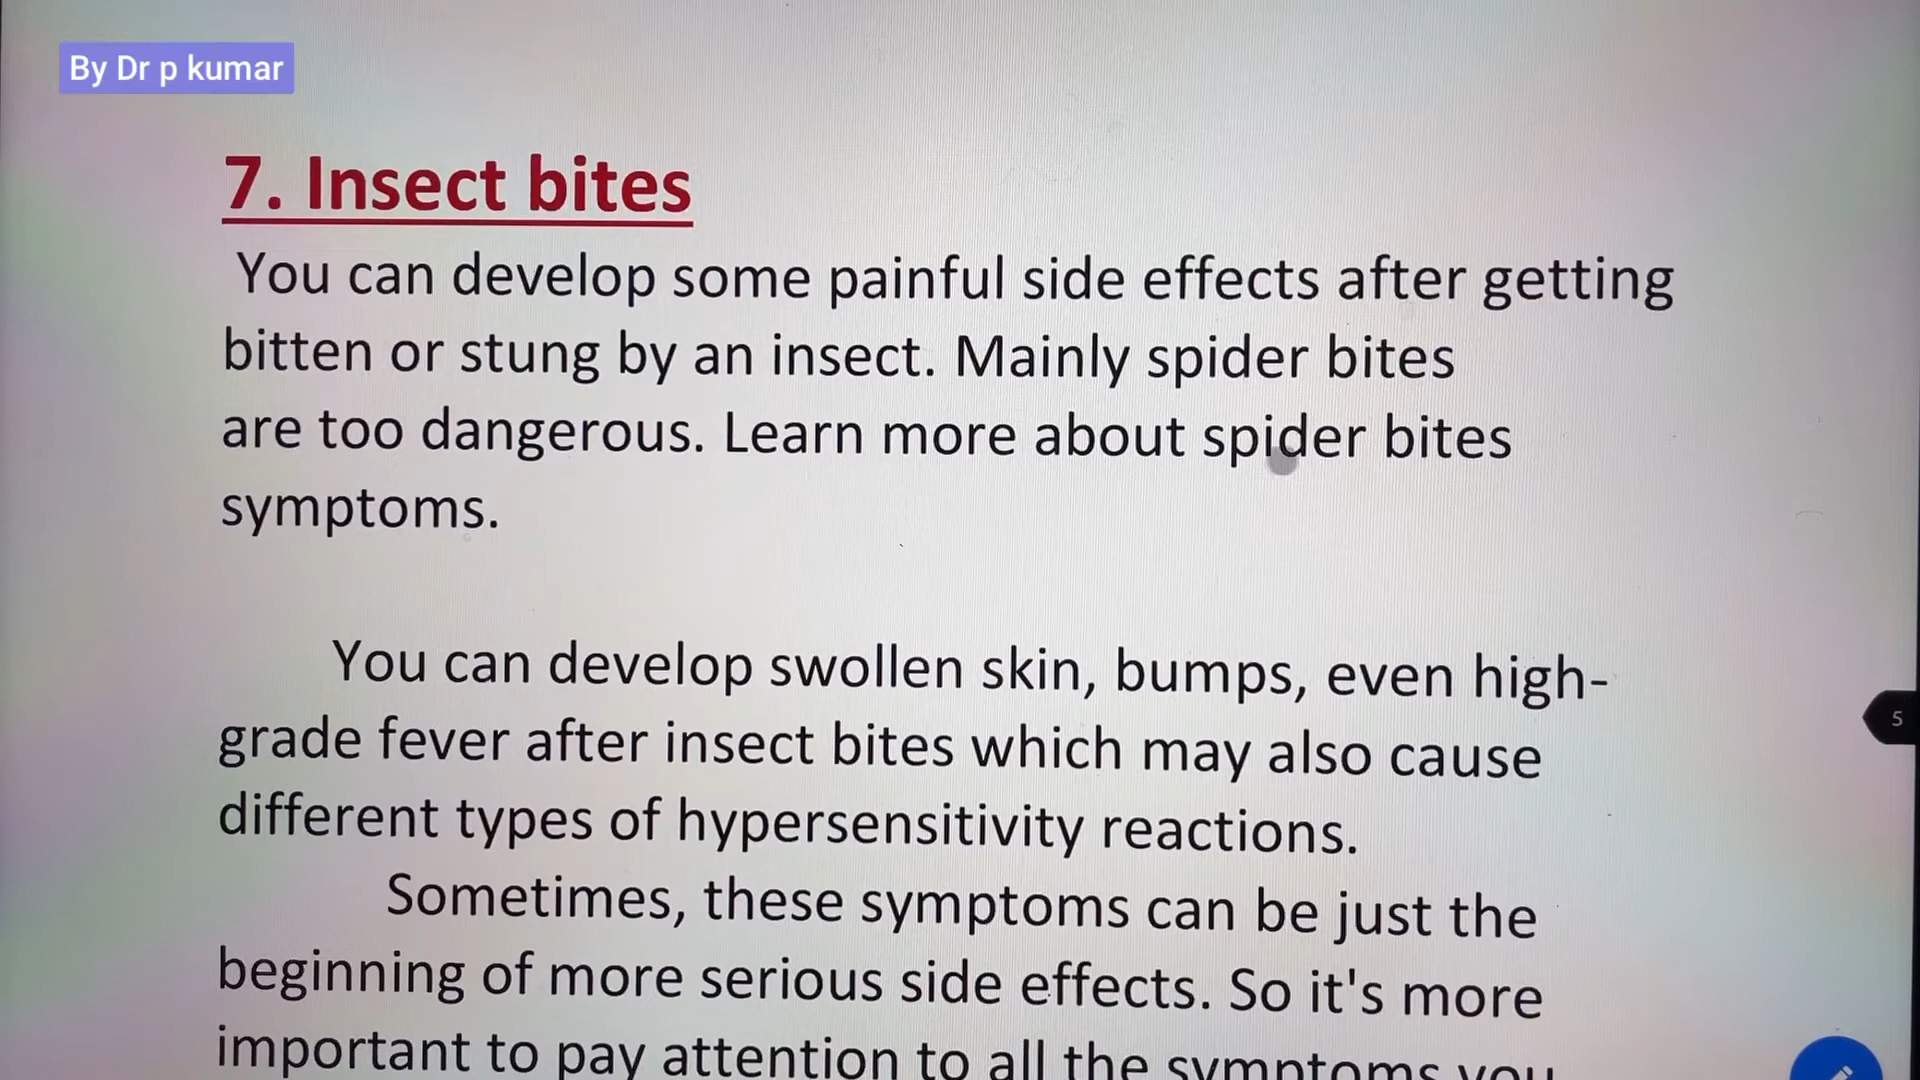 By Dr p kumar
7. Insect bites
You can develop some painful side effects after getting
bitten or stung by an insect. Mainly spider bites
are too dangerous. Learn more about spider bites
symptoms.
You can develop swollen skin, bumps, even high-
grade fever after insect bites which may also cause
5
different types of hypersensitivity reactions.
Sometimes, these symptoms can be just the
beginning of more serious side effects. So it's more
important to pay attention to all the symptoms you